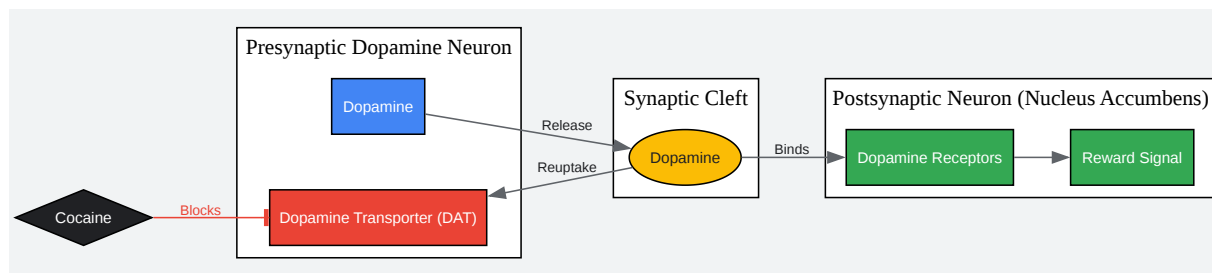 Presynaptic Dopamine Neuron
Dopamine
Release
Reuptake
Synaptic Cleft
Dopamine
Binds
Postsynaptic Neuron (Nucleus Accumbens)
Dopamine Receptors
Reward Signal
Cocaine
Blocks
Dopamine Transporter (DAT)